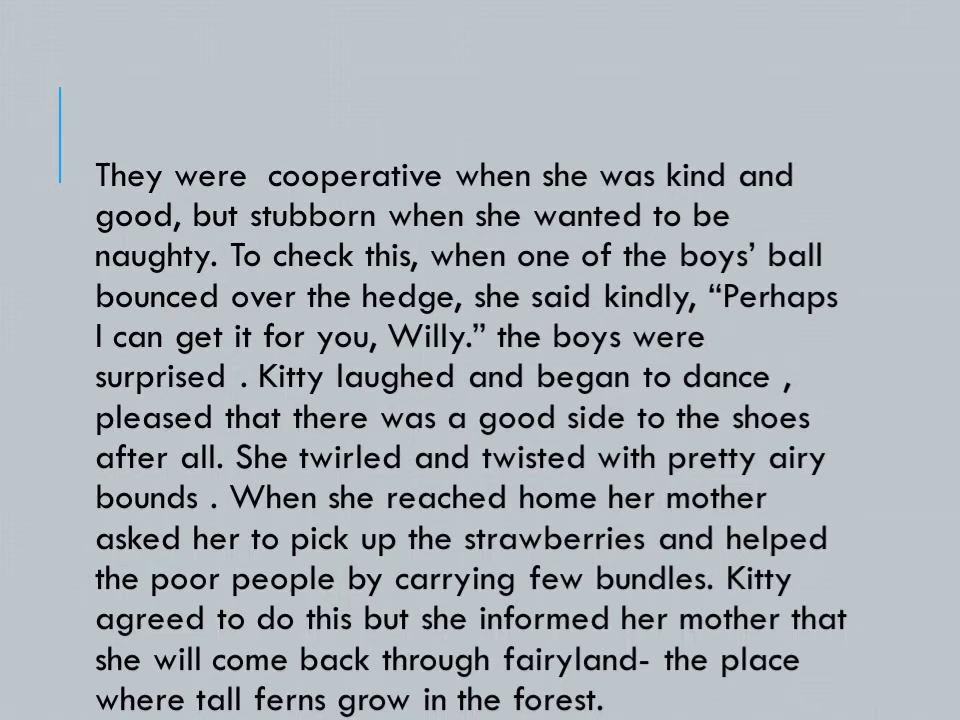 They were  cooperative when she was kind and
good, but stubborn when she wanted to be
naughty. To check this, when one of the boys’ ball
bounced over the hedge, she said kindly, “Perhaps
I can get it for you, Willy.” the boys were
surprised . Kitty laughed and began to dance ,
pleased that there was a good side to the shoes
after all. She twirled and twisted with pretty airy
bounds . When she reached home her mother
asked her to pick up the strawberries and helped
the poor people by carrying few bundles. Kitty
agreed to do this but she informed her mother that
she will come back through fairyland- the place
where tall ferns grow in the forest.